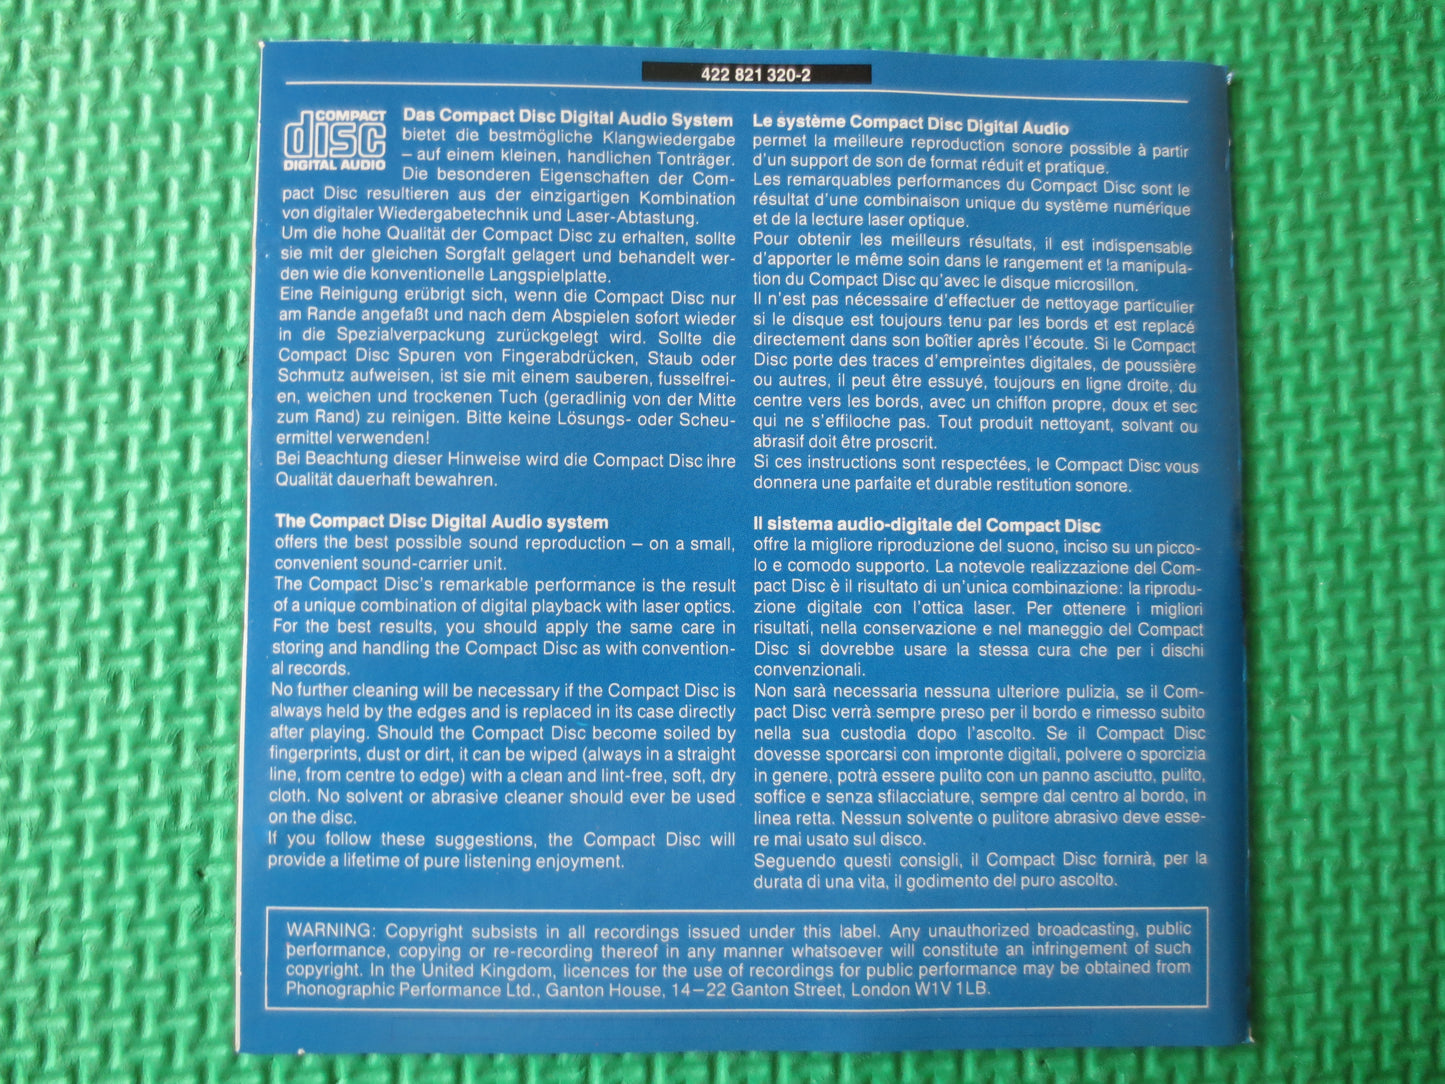 422 821 320-2
COMPACT
disc
DIGITAL AUDIO
Das Compact Disc Digital Audio System
bietet die bestmögliche Klangwiedergabe
– auf einem kleinen, handlichen Tonträger.
Die besonderen Eigenschaften der Com-
pact Disc resultieren aus der einzigartigen Kombination
von digitaler Wiedergabetechnik und Laser-Abtastung.
Um die hohe Qualität der Compact Disc zu erhalten, sollte
sie mit der gleichen Sorgfalt gelagert und behandelt wer-
den wie die konventionelle Langspielplatte.
Eine Reinigung erübrigt sich, wenn die Compact Disc nur
am Rande angefaßt und nach dem Abspielen sofort wieder
in die Spezialverpackung zurückgelegt wird. Sollte die
Compact Disc Spuren von Fingerabdrücken, Staub oder
Schmutz aufweisen, ist sie mit einem sauberen, fusselfrei-
en, weichen und trockenen Tuch (geradlinig von der Mitte
zum Rand) zu reinigen. Bitte keine Lösungs- oder Scheu-
ermittel verwenden!
Bei Beachtung dieser Hinweise wird die Compact Disc ihre
Qualität dauerhaft bewahren.
The Compact Disc Digital Audio system
offers the best possible sound reproduction – on a small,
convenient sound-carrier unit.
The Compact Disc's remarkable performance is the result
of a unique combination of digital playback with laser optics.
For the best results, you should apply the same care in
storing and handling the Compact Disc as with convention-
al records.
No further cleaning will be necessary if the Compact Disc is
always held by the edges and is replaced in its case directly
after playing. Should the Compact Disc become soiled by
fingerprints, dust or dirt, it can be wiped (always in a straight
line, from centre to edge) with a clean and lint-free, soft, dry
cloth. No solvent or abrasive cleaner should ever be used
on the disc.
If you follow these suggestions, the Compact Disc will
provide a lifetime of pure listening enjoyment.
Le système Compact Disc Digital Audio
permet la meilleure reproduction sonore possible à partir
d'un support de son de format réduit et pratique.
Les remarquables performances du Compact Disc sont le
résultat d'une combinaison unique du système numérique
et de la lecture laser optique.
Pour obtenir les meilleurs résultats, il est indispensable
d'apporter le même soin dans le rangement et la manipula-
tion du Compact Disc qu'avec le disque microsillon.
Il n'est pas nécessaire d'effectuer de nettoyage particulier
si le disque est toujours tenu par les bords et est replacé
directement dans son boîtier après l'écoute. Si le Compact
Disc porte des traces d'empreintes digitales, de poussière
ou autres, il peut être essuyé, toujours en ligne droite, du
centre vers les bords, avec un chiffon propre, doux et sec
qui ne s'effiloche pas. Tout produit nettoyant, solvant ou
abrasif doit être proscrit.
Si ces instructions sont respectées, le Compact Disc vous
donnera une parfaite et durable restitution sonore.
Il sistema audio-digitale del Compact Disc
offre la migliore riproduzione del suono, inciso su un picco-
lo e comodo supporto. La notevole realizzazione del Com-
pact Disc è il risultato di un'unica combinazione: la riprodu-
zione digitale con l'ottica laser. Per ottenere i migliori
risultati, nella conservazione e nel maneggio del Compact
Disc si dovrebbe usare la stessa cura che per i dischi
convenzionali.
Non sarà necessaria nessuna ulteriore pulizia, se il Com-
pact Disc verrà sempre preso per il bordo e rimesso subito
nella sua custodia dopo l'ascolto. Se il Compact Disc
dovesse sporcarsi con impronte digitali, polvere o sporcizia
in genere, potrà essere pulito con un panno asciutto, pulito,
soffice e senza sfilacciature, sempre dal centro al bordo, in
linea retta. Nessun solvente o pulitore abrasivo deve esse-
re mai usato sul disco.
Seguendo questi consigli, il Compact Disc fornirà, per la
durata di una vita, il godimento del puro ascolto.
WARNING: Copyright subsists in all recordings issued under this label. Any unauthorized broadcasting, public
performance, copying or re-recording thereof in any manner whatsoever will constitute an infringement of such
copyright. In the United Kingdom, licences for the use of recordings for public performance may be obtained from
Phonographic Performance Ltd., Ganton House, 14–22 Ganton Street, London W1V 1LB.